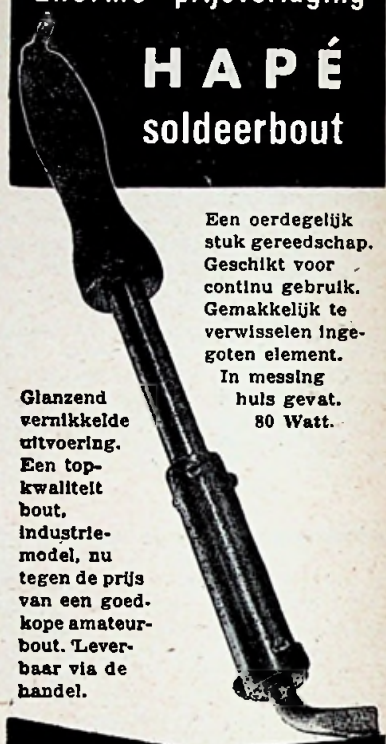 Enorme prijsverlaging
HAPÉ
soldeerbout
Een oerdegelijk
stuk gereedschap.
Geschikt voor
continu gebruik.
Gemakkelijk te
verwisselen inge-
goten element.
In messing
huis gevat.
80 Watt.
Glanzend
vernikkelde
uitvoering.
Een top-
kwaliteit
bout,
industrie-
model, nu
tegen de prijs
van een goed-
kope amateur-
bout. Lever-
baar via de
handel.